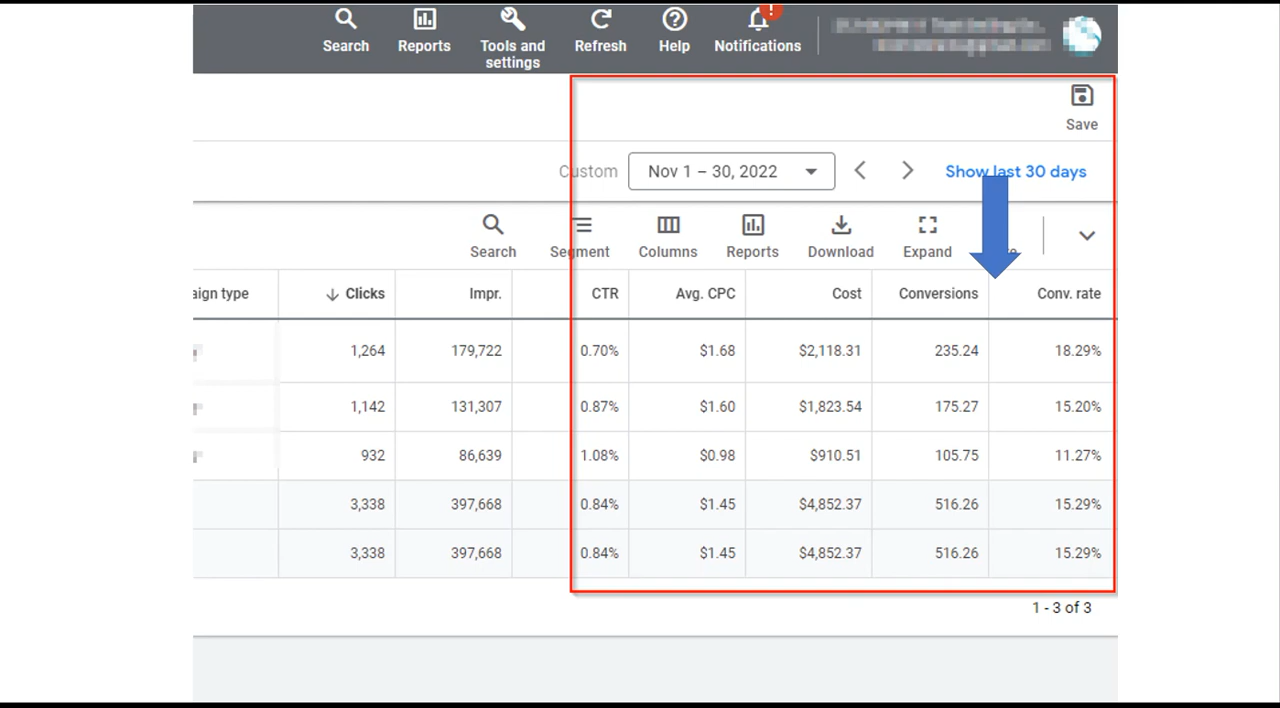 Search Reports Tools and settings Refresh Help Notifications !
Save
Custom Nov 1 – 30, 2022 Show last 30 days
Search Segment Columns Reports Download Expand
aign type Clicks Impr. CTR Avg. CPC Cost Conversions Conv. rate
1,264 179,722 0.70% $1.68 $2,118.31 235.24 18.29%
1,142 131,307 0.87% $1.60 $1,823.54 175.27 15.20%
932 86,639 1.08% $0.98 $910.51 105.75 11.27%
3,338 397,668 0.84% $1.45 $4,852.37 516.26 15.29%
3,338 397,668 0.84% $1.45 $4,852.37 516.26 15.29%
1 - 3 of 3